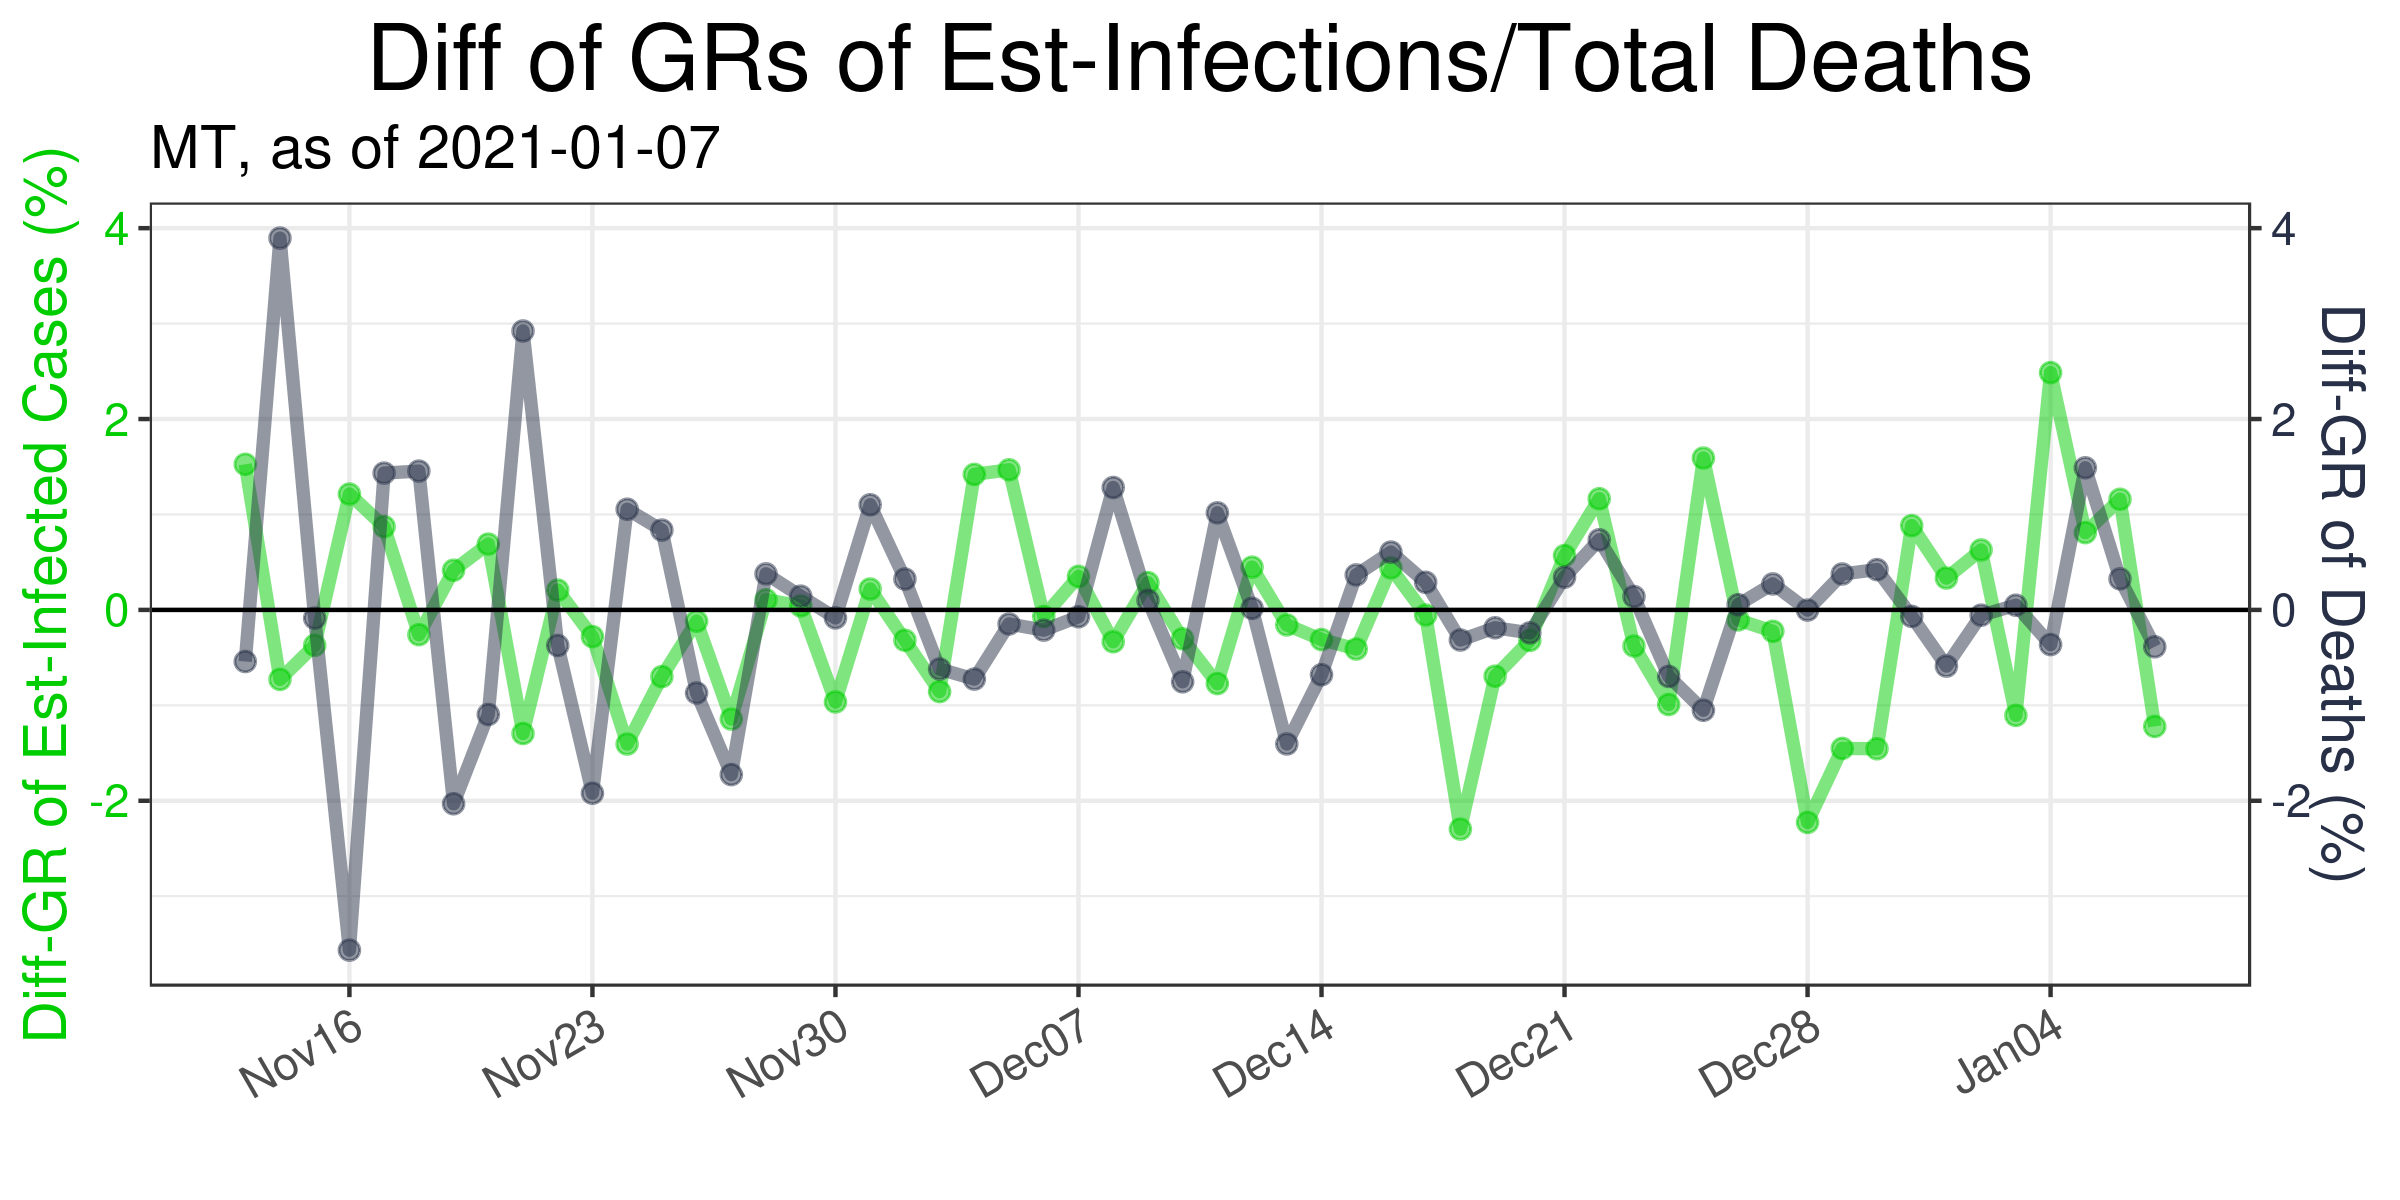 Diff of GRs of Est-Infections/Total Deaths
MT, as of 2021-01-07
Diff-GR of Est-Infected Cases (%)
4
2
0
-2
4
2
0
-2
Diff-GR of Deaths (%)
Nov16
Nov23
Nov30
Dec07
Dec14
Dec21
Dec28
Jan04